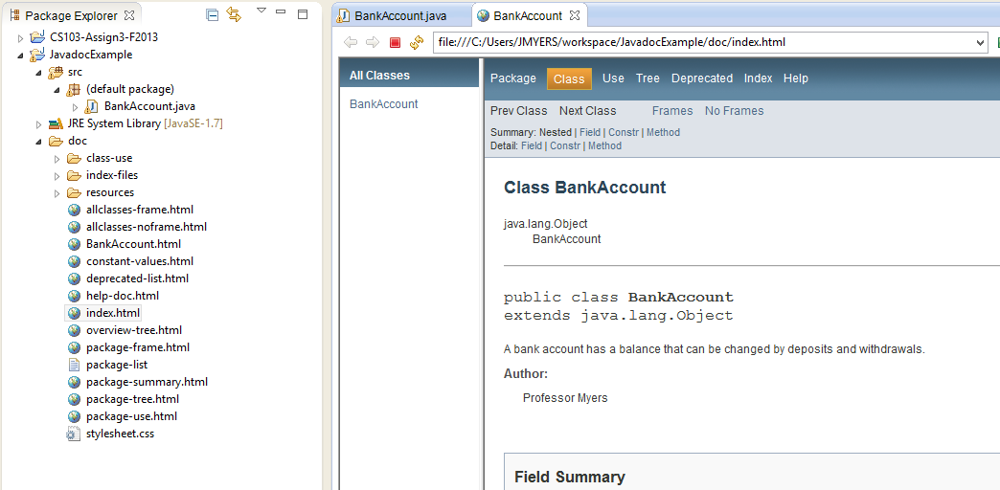 Package Explorer
CS103-Assign3-F2013
JavadocExample
src
(default package)
BankAccount.java
JRE System Library [JavaSE-1.7]
doc
class-use
index-files
resources
allclasses-frame.html
allclasses-noframe.html
BankAccount.html
constant-values.html
deprecated-list.html
help-doc.html
index.html
overview-tree.html
package-frame.html
package-list
package-summary.html
package-tree.html
package-use.html
stylesheet.css
BankAccount.java BankAccount
file:///C:/Users/JMYERS/workspace/JavadocExample/doc/index.html
All Classes
BankAccount
Package Class Use Tree Deprecated Index Help
Prev Class Next Class Frames No Frames
Summary: Nested | Field | Constr | Method
Detail: Field | Constr | Method
Class BankAccount
java.lang.Object
BankAccount
public class BankAccount
extends java.lang.Object
A bank account has a balance that can be changed by deposits and withdrawals.
Author:
Professor Myers
Field Summary